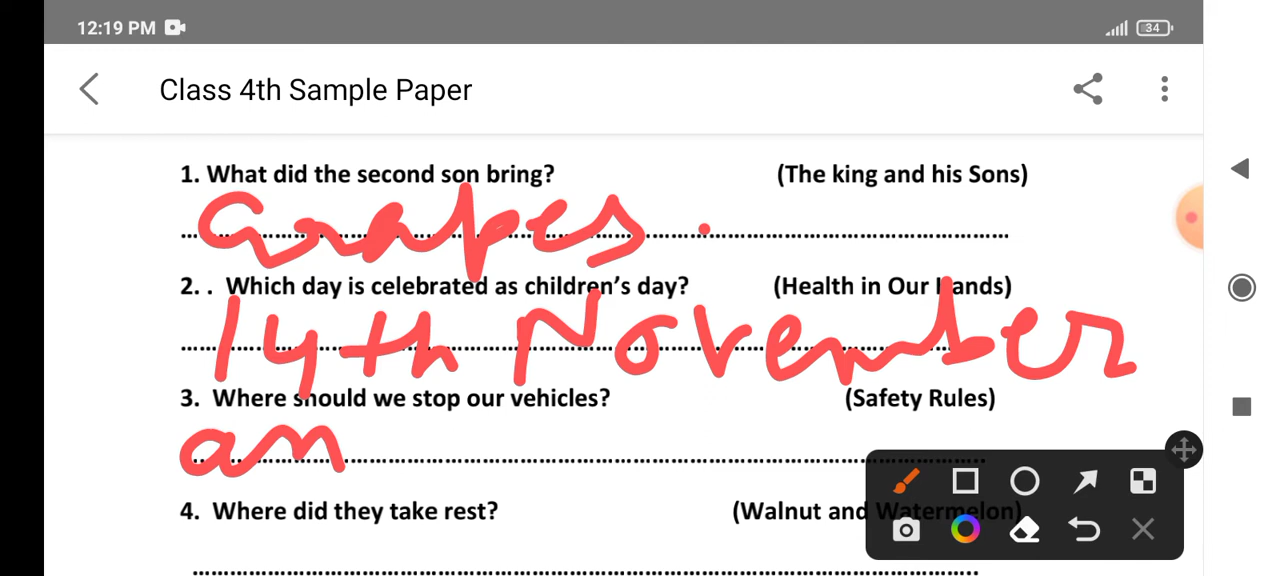 12:19 PM 34
Class 4th Sample Paper
1. What did the second son bring? (The king and his Sons)
Grapes.
2. . Which day is celebrated as children's day? (Health in Our Hands)
14th November
3. Where should we stop our vehicles? (Safety Rules)
an
4. Where did they take rest? (Walnut and Watermelon)